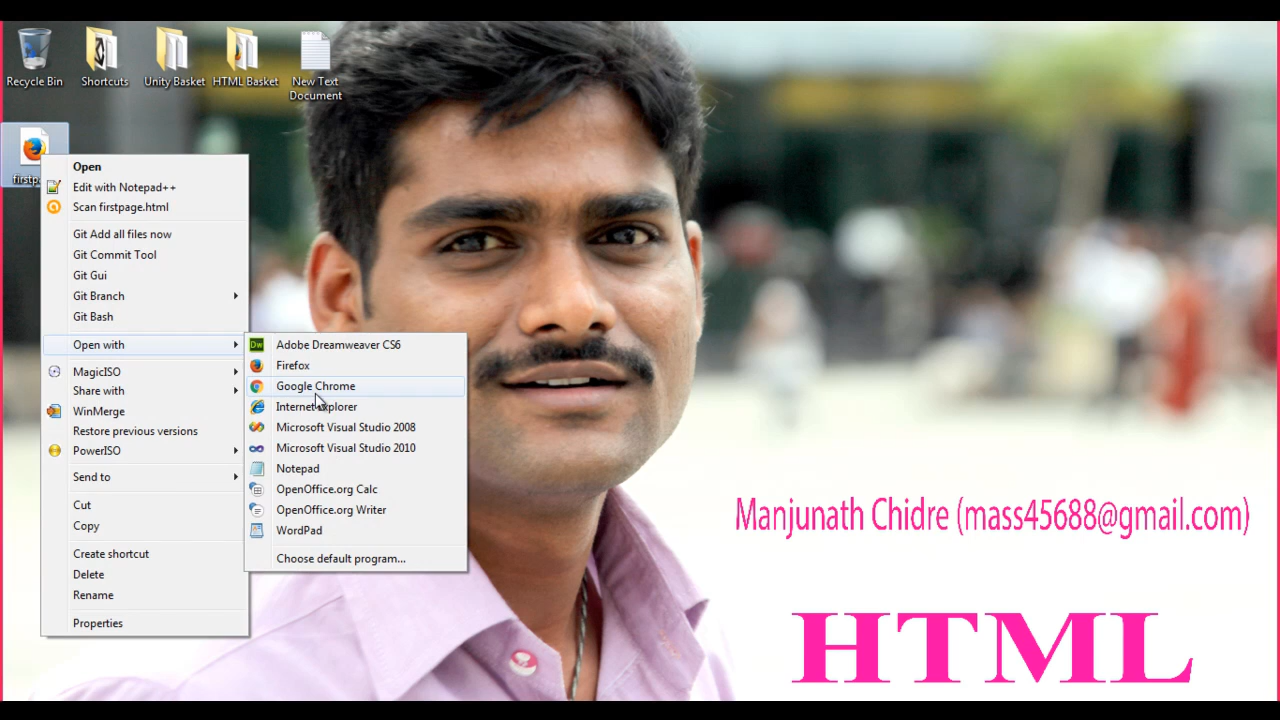 Recycle Bin
Shortcuts
Unity Basket
HTML Basket
New Text
Document
Open
Edit with Notepad++
Scan firstpage.html
Git Add all files now
Git Commit Tool
Git Gui
Git Branch
Git Bash
Open with
MagicISO
Share with
WinMerge
Restore previous versions
PowerISO
Send to
Cut
Copy
Create shortcut
Delete
Rename
Properties
Dw Adobe Dreamweaver CS6
Firefox
Google Chrome
Internet Explorer
Microsoft Visual Studio 2008
Microsoft Visual Studio 2010
Notepad
OpenOffice.org Calc
OpenOffice.org Writer
WordPad
Choose default program...
Manjunath Chidre (mass45688@gmail.com)
HTML